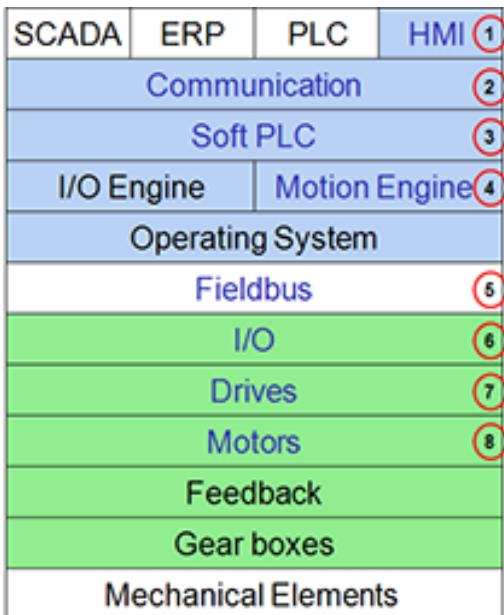 SCADA ERP PLC HMI 1
Communication 2
Soft PLC 3
I/O Engine Motion Engine 4
Operating System
Fieldbus 5
I/O 6
Drives 7
Motors 8
Feedback
Gear boxes
Mechanical Elements